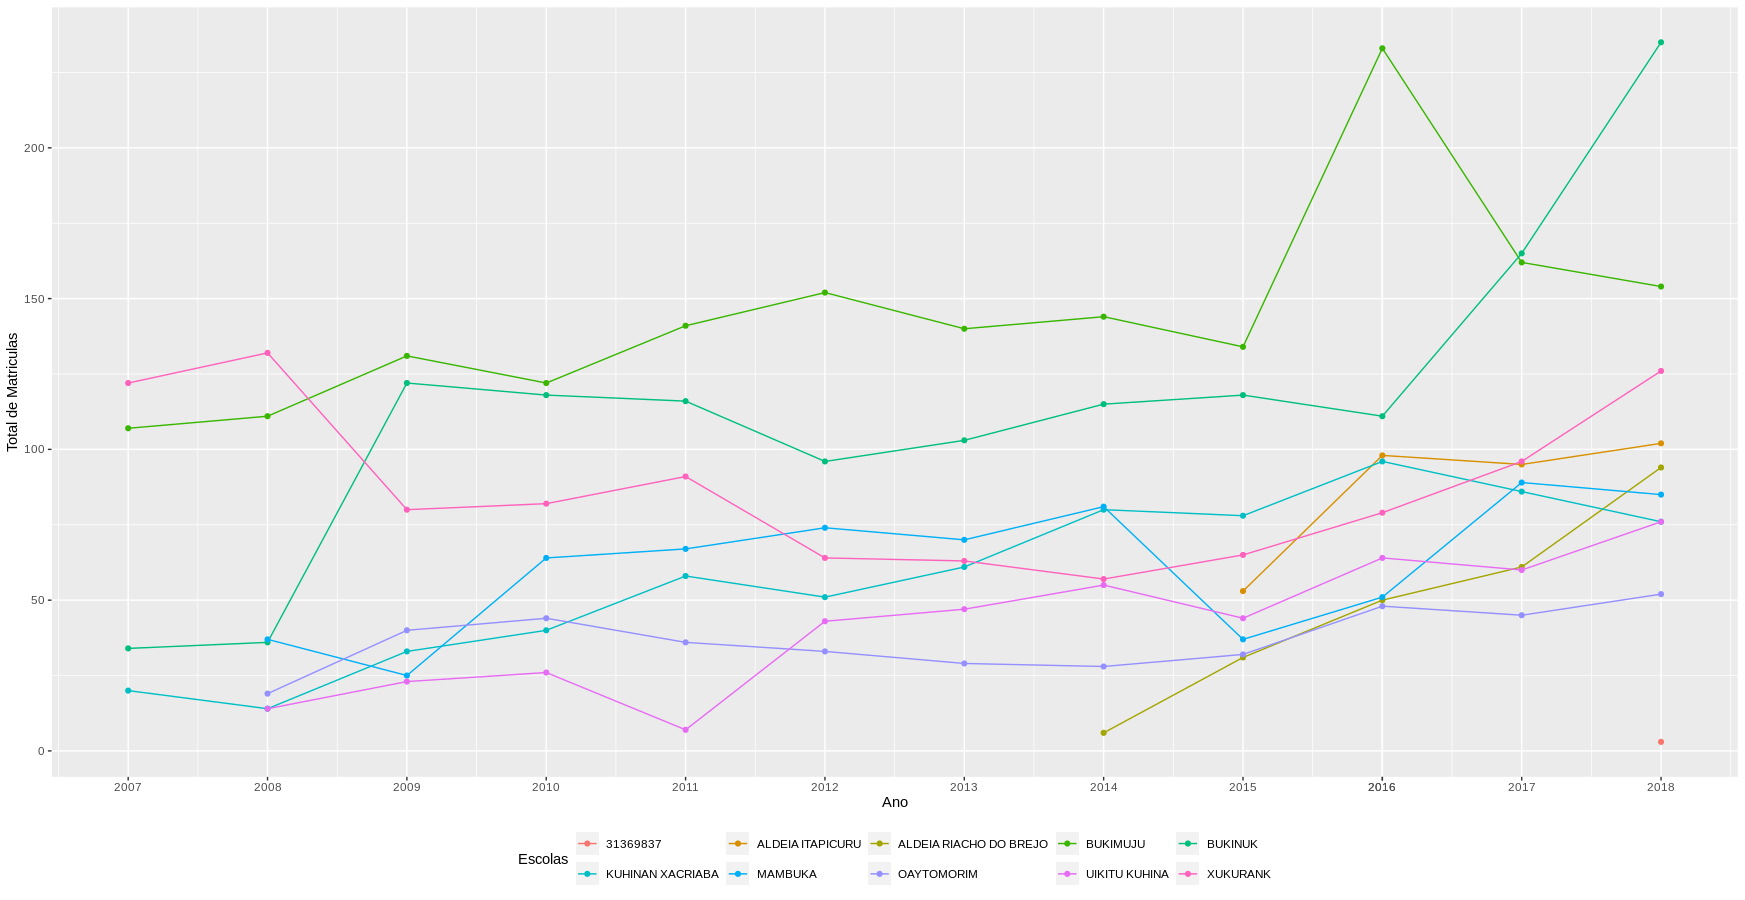 Total de Matriculas
200
150
100
50
0
2007 2008 2009 2010 2011 2012 2013 2014 2015 2016 2017 2018
Ano
Escolas
31369837 ALDEIA ITAPICURU ALDEIA RIACHO DO BREJO BUKIMUJU BUKINUK
KUHINAN XACRIABA MAMBUKA OAYTOMORIM UIKITU KUHINA XUKURANK